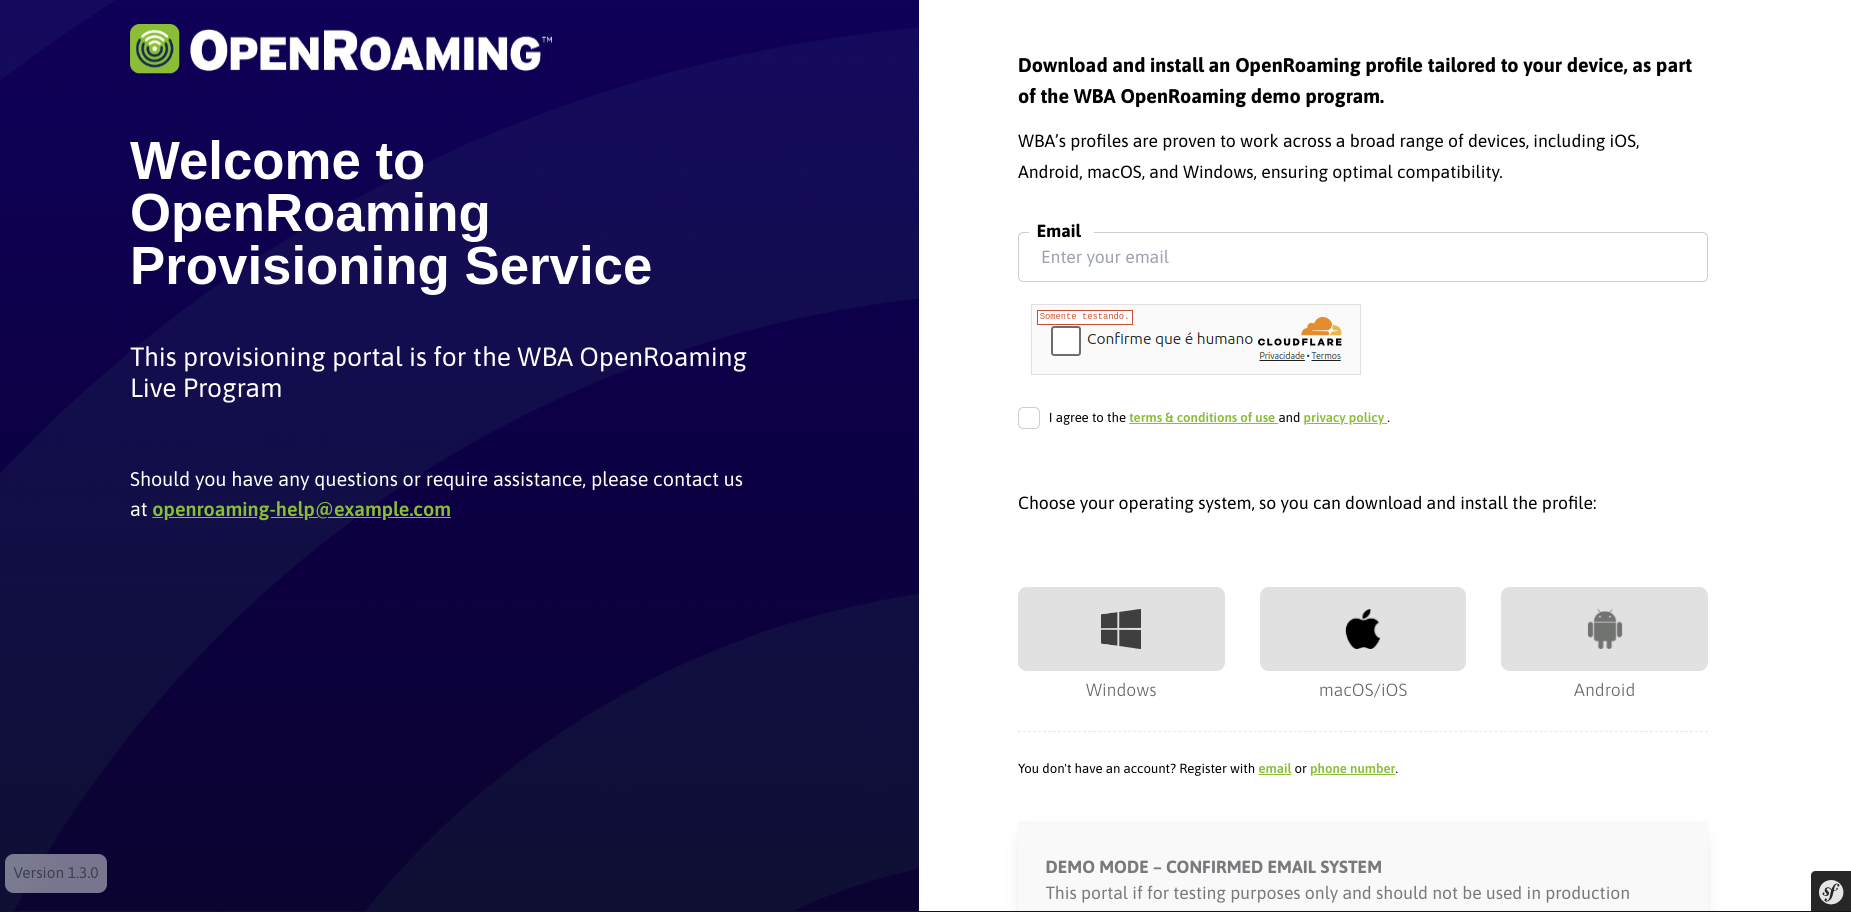 OPENROAMING™
Welcome to
OpenRoaming
Provisioning Service
This provisioning portal is for the WBA OpenRoaming
Live Program
Should you have any questions or require assistance, please contact us
at openroaming-help@example.com
Version 1.3.0
Download and install an OpenRoaming profile tailored to your device, as part
of the WBA OpenRoaming demo program.
WBA’s profiles are proven to work across a broad range of devices, including iOS,
Android, macOS, and Windows, ensuring optimal compatibility.
Email
Enter your email
Somente testando.
Confirme que é humano
CLOUDFLARE
Privacidade • Termos
I agree to the terms & conditions of use and privacy policy .
Choose your operating system, so you can download and install the profile:
Windows
macOS/iOS
Android
You don't have an account? Register with email or phone number.
DEMO MODE – CONFIRMED EMAIL SYSTEM
This portal if for testing purposes only and should not be used in production
sf